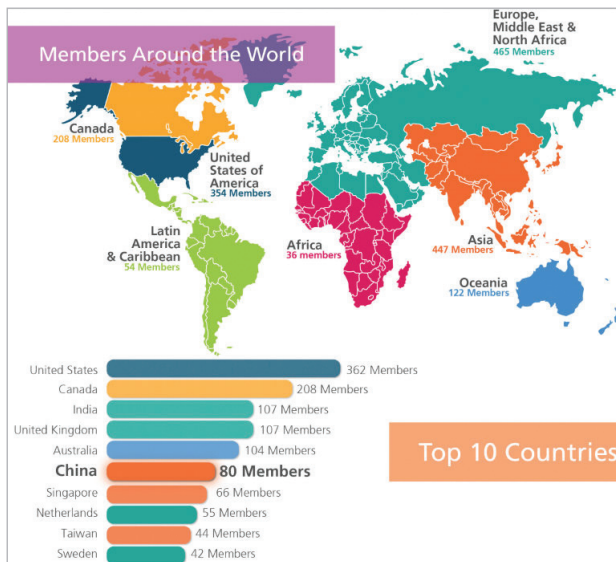 Members Around the World
Europe,
Middle East &
North Africa
465 Members
Canada
208 Members
United
States of
America
354 Members
Latin
America
& Caribbean
54 Members
Africa
36 members
Asia
447 Members
Oceania
122 Members
United States 362 Members
Canada 208 Members
India 107 Members
United Kingdom 107 Members
Australia 104 Members
China 80 Members
Singapore 66 Members
Netherlands 55 Members
Taiwan 44 Members
Sweden 42 Members
Top 10 Countries